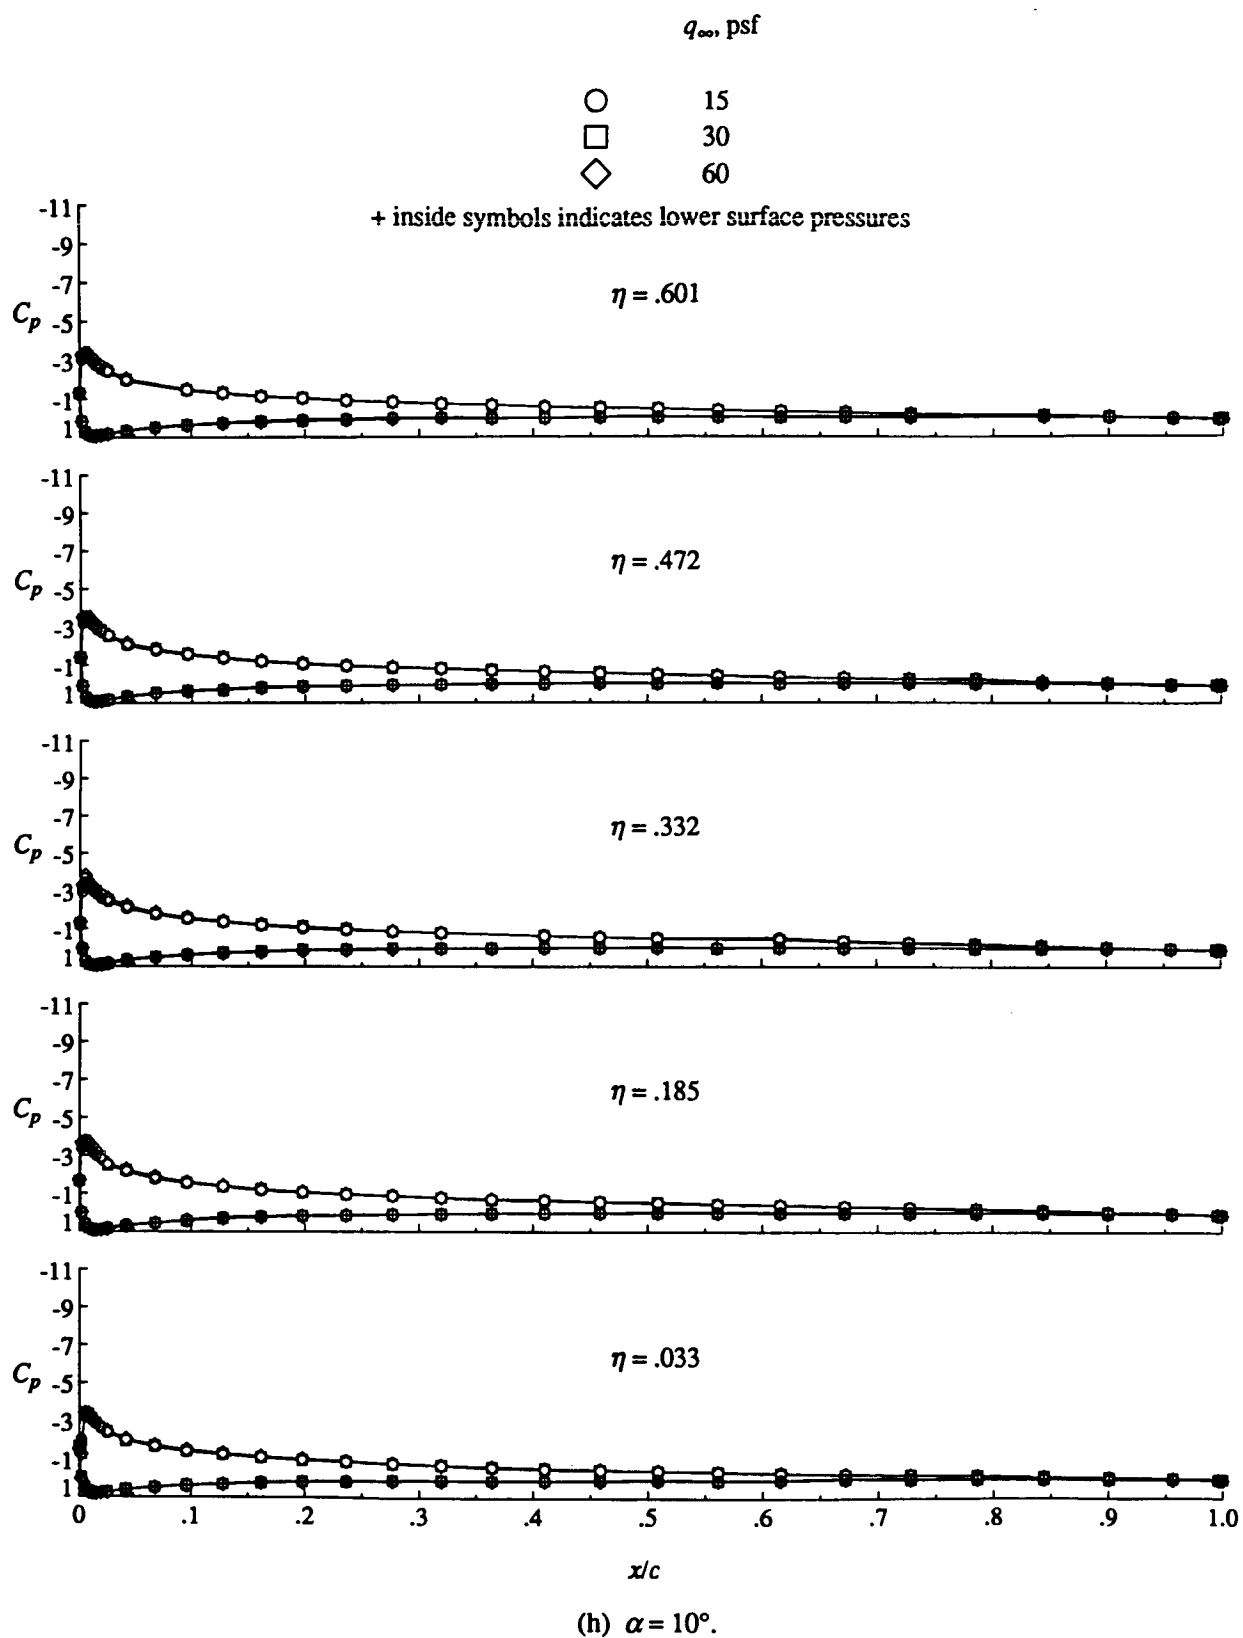 q∞, psf
15
30
60
+ inside symbols indicates lower surface pressures
-11
-9
-7
-5
-3
-1
1
Cp
η = .601
-11
-9
-7
-5
-3
-1
1
Cp
η = .472
-11
-9
-7
-5
-3
-1
1
Cp
η = .332
-11
-9
-7
-5
-3
-1
1
Cp
η = .185
-11
-9
-7
-5
-3
-1
1
Cp
η = .033
0 .1 .2 .3 .4 .5 .6 .7 .8 .9 1.0
x/c
(h) α = 10°.